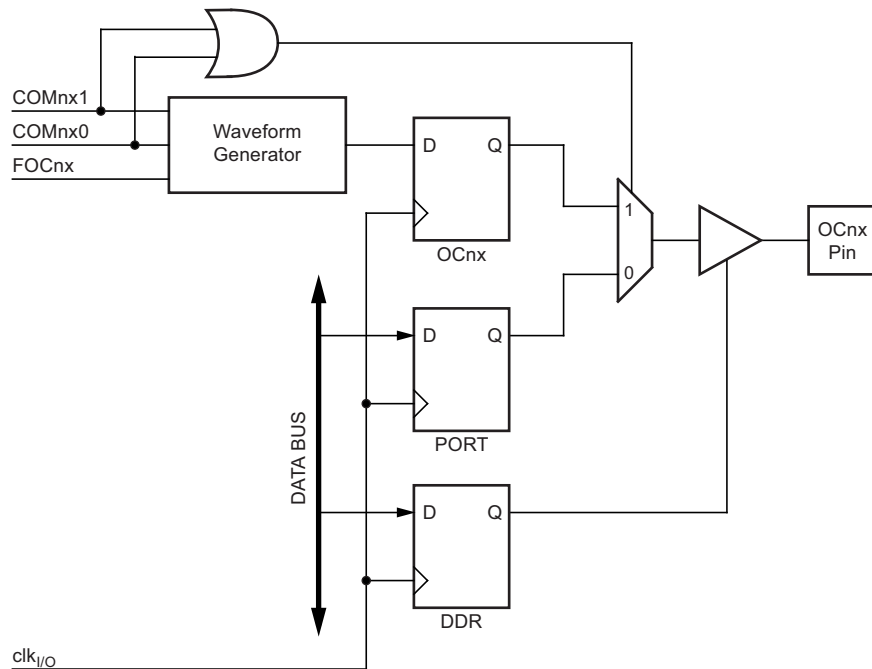 COMnx1
COMnx0
FOCnx
Waveform
Generator
D
Q
OCnx
1
0
OCnx
Pin
D
Q
PORT
DATA BUS
D
Q
DDR
clkI/O